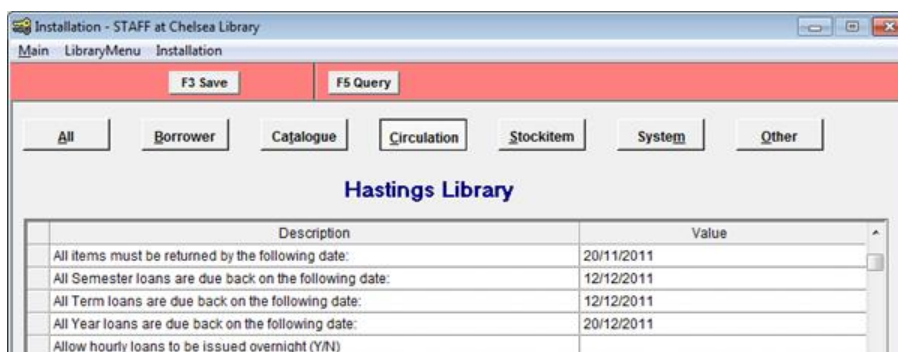 Installation - STAFF at Chelsea Library
Main LibraryMenu Installation
F3 Save F5 Query
All Borrower Catalogue Circulation Stockitem System Other
Hastings Library
Description Value
All items must be returned by the following date: 20/11/2011
All Semester loans are due back on the following date: 12/12/2011
All Term loans are due back on the following date: 12/12/2011
All Year loans are due back on the following date: 20/12/2011
Allow hourly loans to be issued overnight (Y/N)